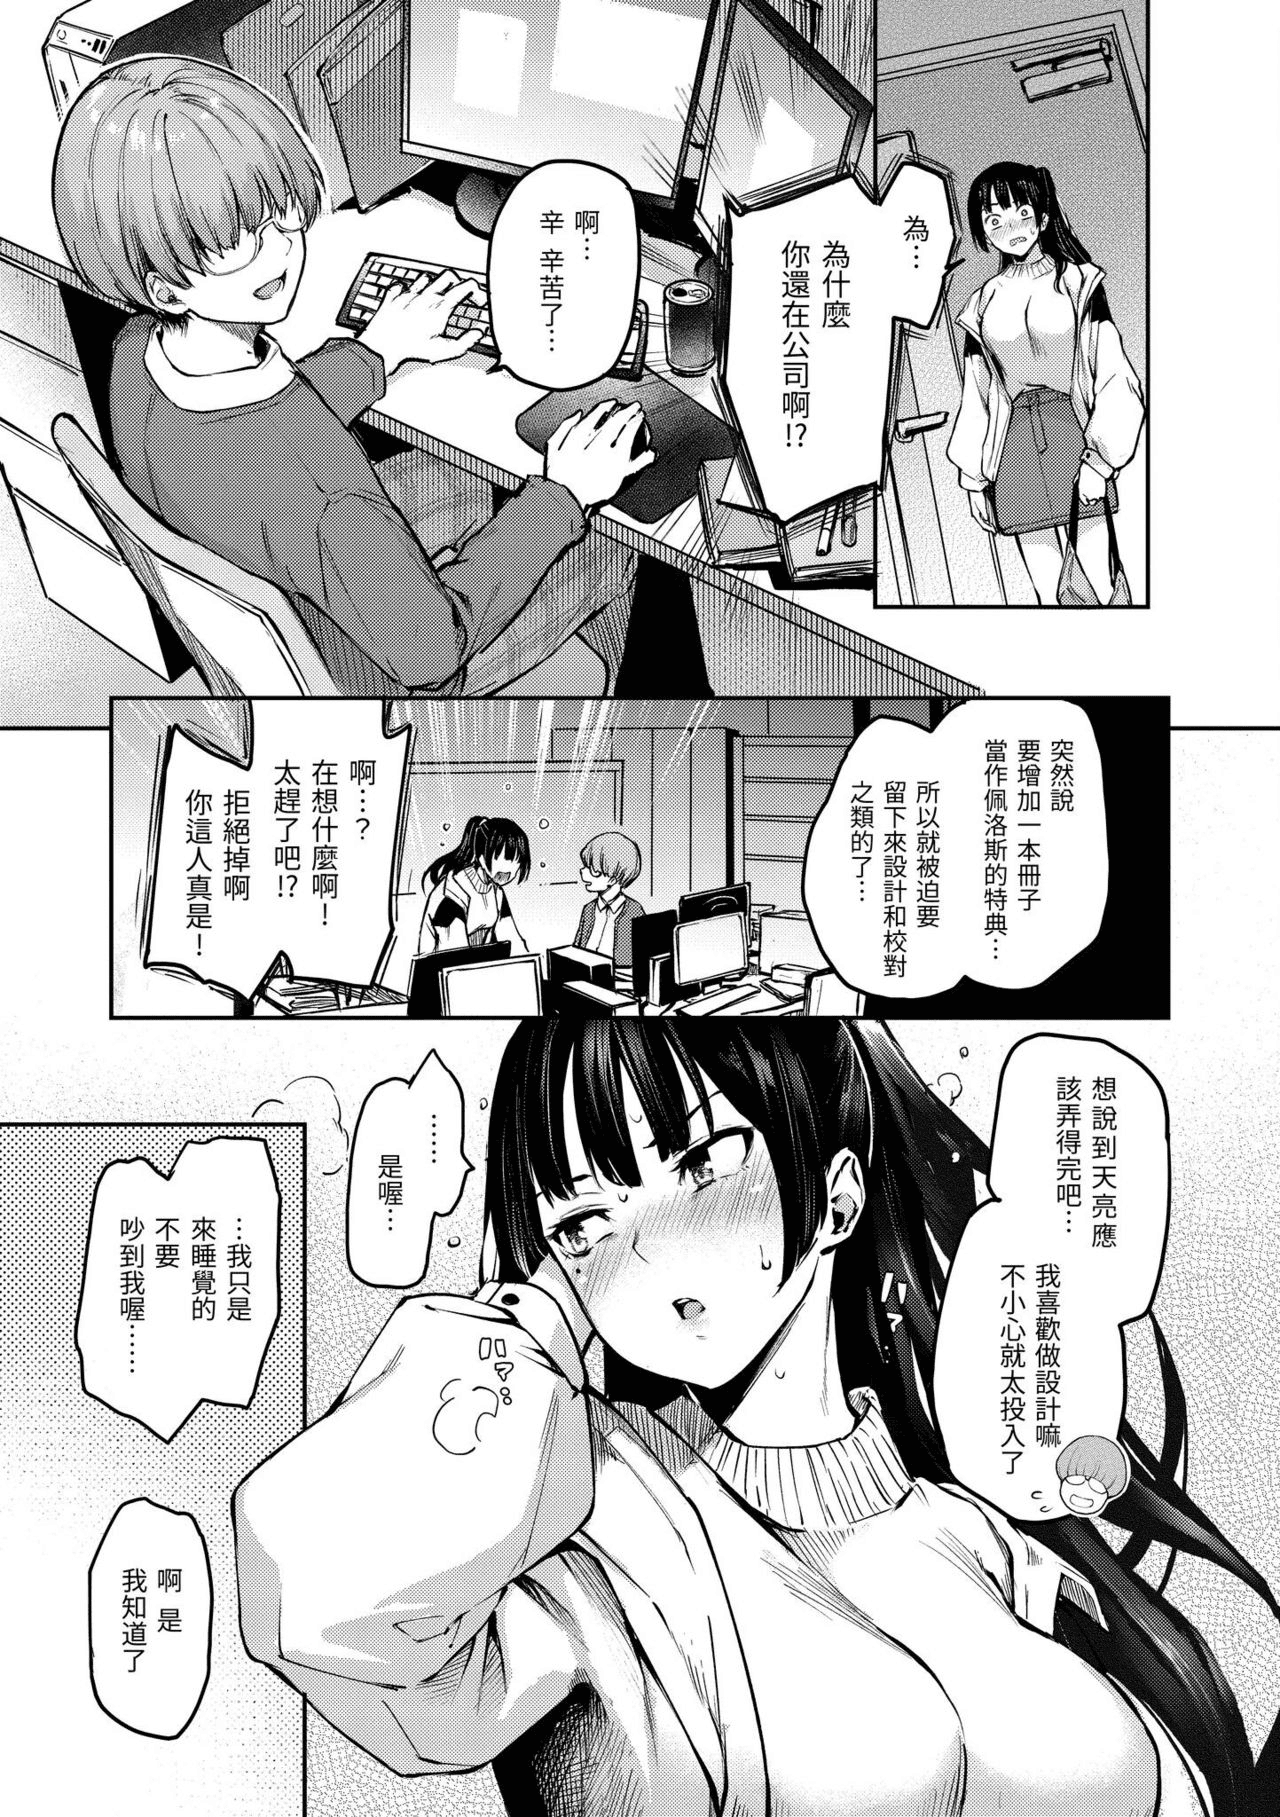 為…
為什麼
你還在公司啊!?
啊…
辛 辛苦了…
突然說
要增加一本冊子
當作佩洛斯的特典…
所以就被迫要
留下來設計和校對
之類的了…
啊…？
在想什麼啊！
太趕了吧!?
拒絕掉啊
你這人真是！
想說到天亮應
該弄得完吧…
我喜歡做設計嘛
不小心就太投入了
……
是喔…
…我只是
來睡覺的
不要
吵到我喔……
啊 是
我知道了
ハァ…